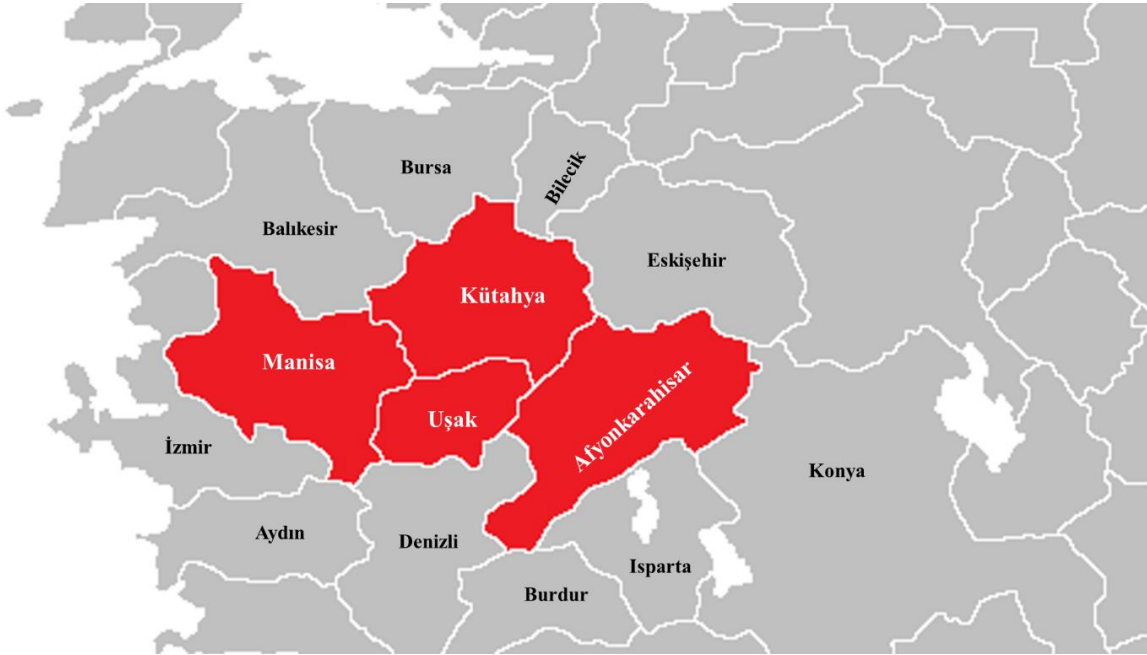 Bursa
Bilecik
Balıkesir
Eskişehir
Kütahya
Manisa
Uşak
Afyonkarahisar
İzmir
Konya
Aydın
Denizli
Isparta
Burdur